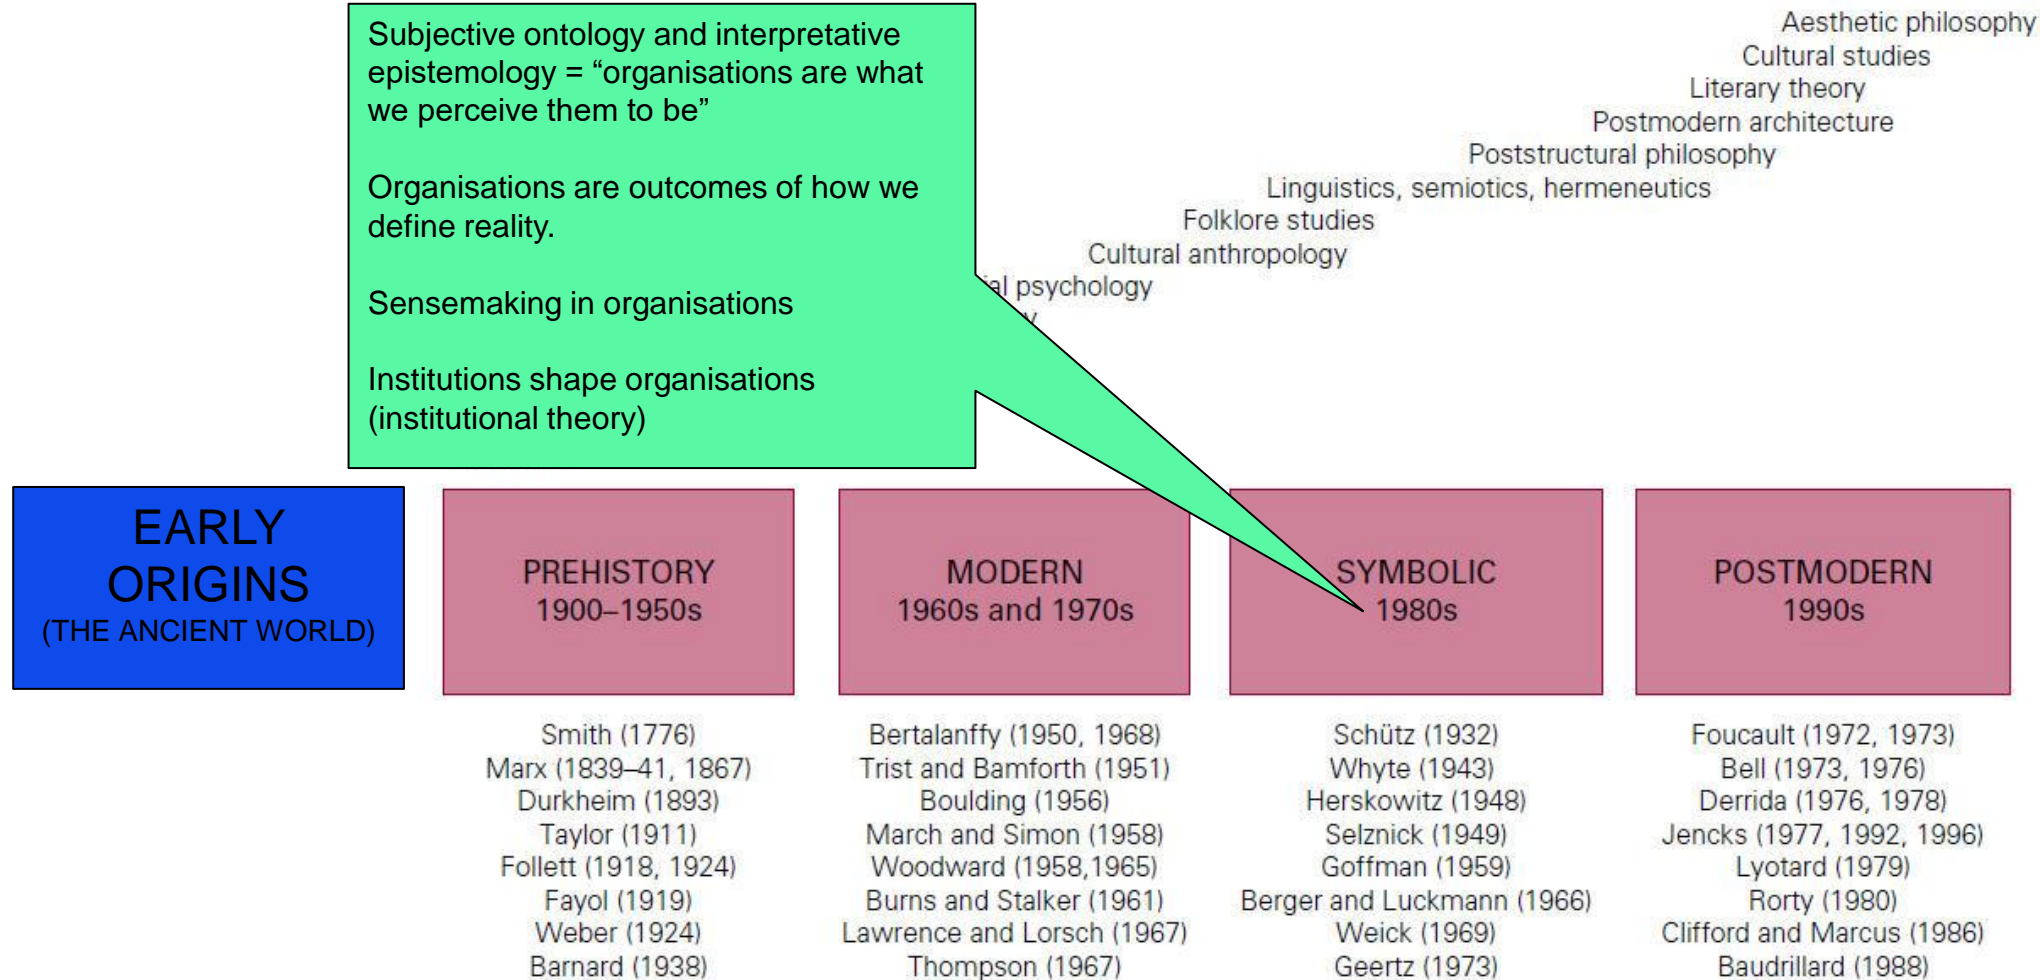 Subjective ontology and interpretative
epistemology = “organisations are what
we perceive them to be”
Organisations are outcomes of how we
define reality.
Sensemaking in organisations
Institutions shape organisations
(institutional theory)
Aesthetic philosophy
Cultural studies
Literary theory
Postmodern architecture
Poststructural philosophy
Linguistics, semiotics, hermeneutics
Folklore studies
Cultural anthropology
psychology
EARLY
ORIGINS
(THE ANCIENT WORLD)
PREHISTORY
1900–1950s
MODERN
1960s and 1970s
SYMBOLIC
1980s
POSTMODERN
1990s
Smith (1776)
Marx (1839–41, 1867)
Durkheim (1893)
Taylor (1911)
Follett (1918, 1924)
Fayol (1919)
Weber (1924)
Barnard (1938)
Bertalanffy (1950, 1968)
Trist and Bamforth (1951)
Boulding (1956)
March and Simon (1958)
Woodward (1958,1965)
Burns and Stalker (1961)
Lawrence and Lorsch (1967)
Thompson (1967)
Schütz (1932)
Whyte (1943)
Herskowitz (1948)
Selznick (1949)
Goffman (1959)
Berger and Luckmann (1966)
Weick (1969)
Geertz (1973)
Foucault (1972, 1973)
Bell (1973, 1976)
Derrida (1976, 1978)
Jencks (1977, 1992, 1996)
Lyotard (1979)
Rorty (1980)
Clifford and Marcus (1986)
Baudrillard (1988)